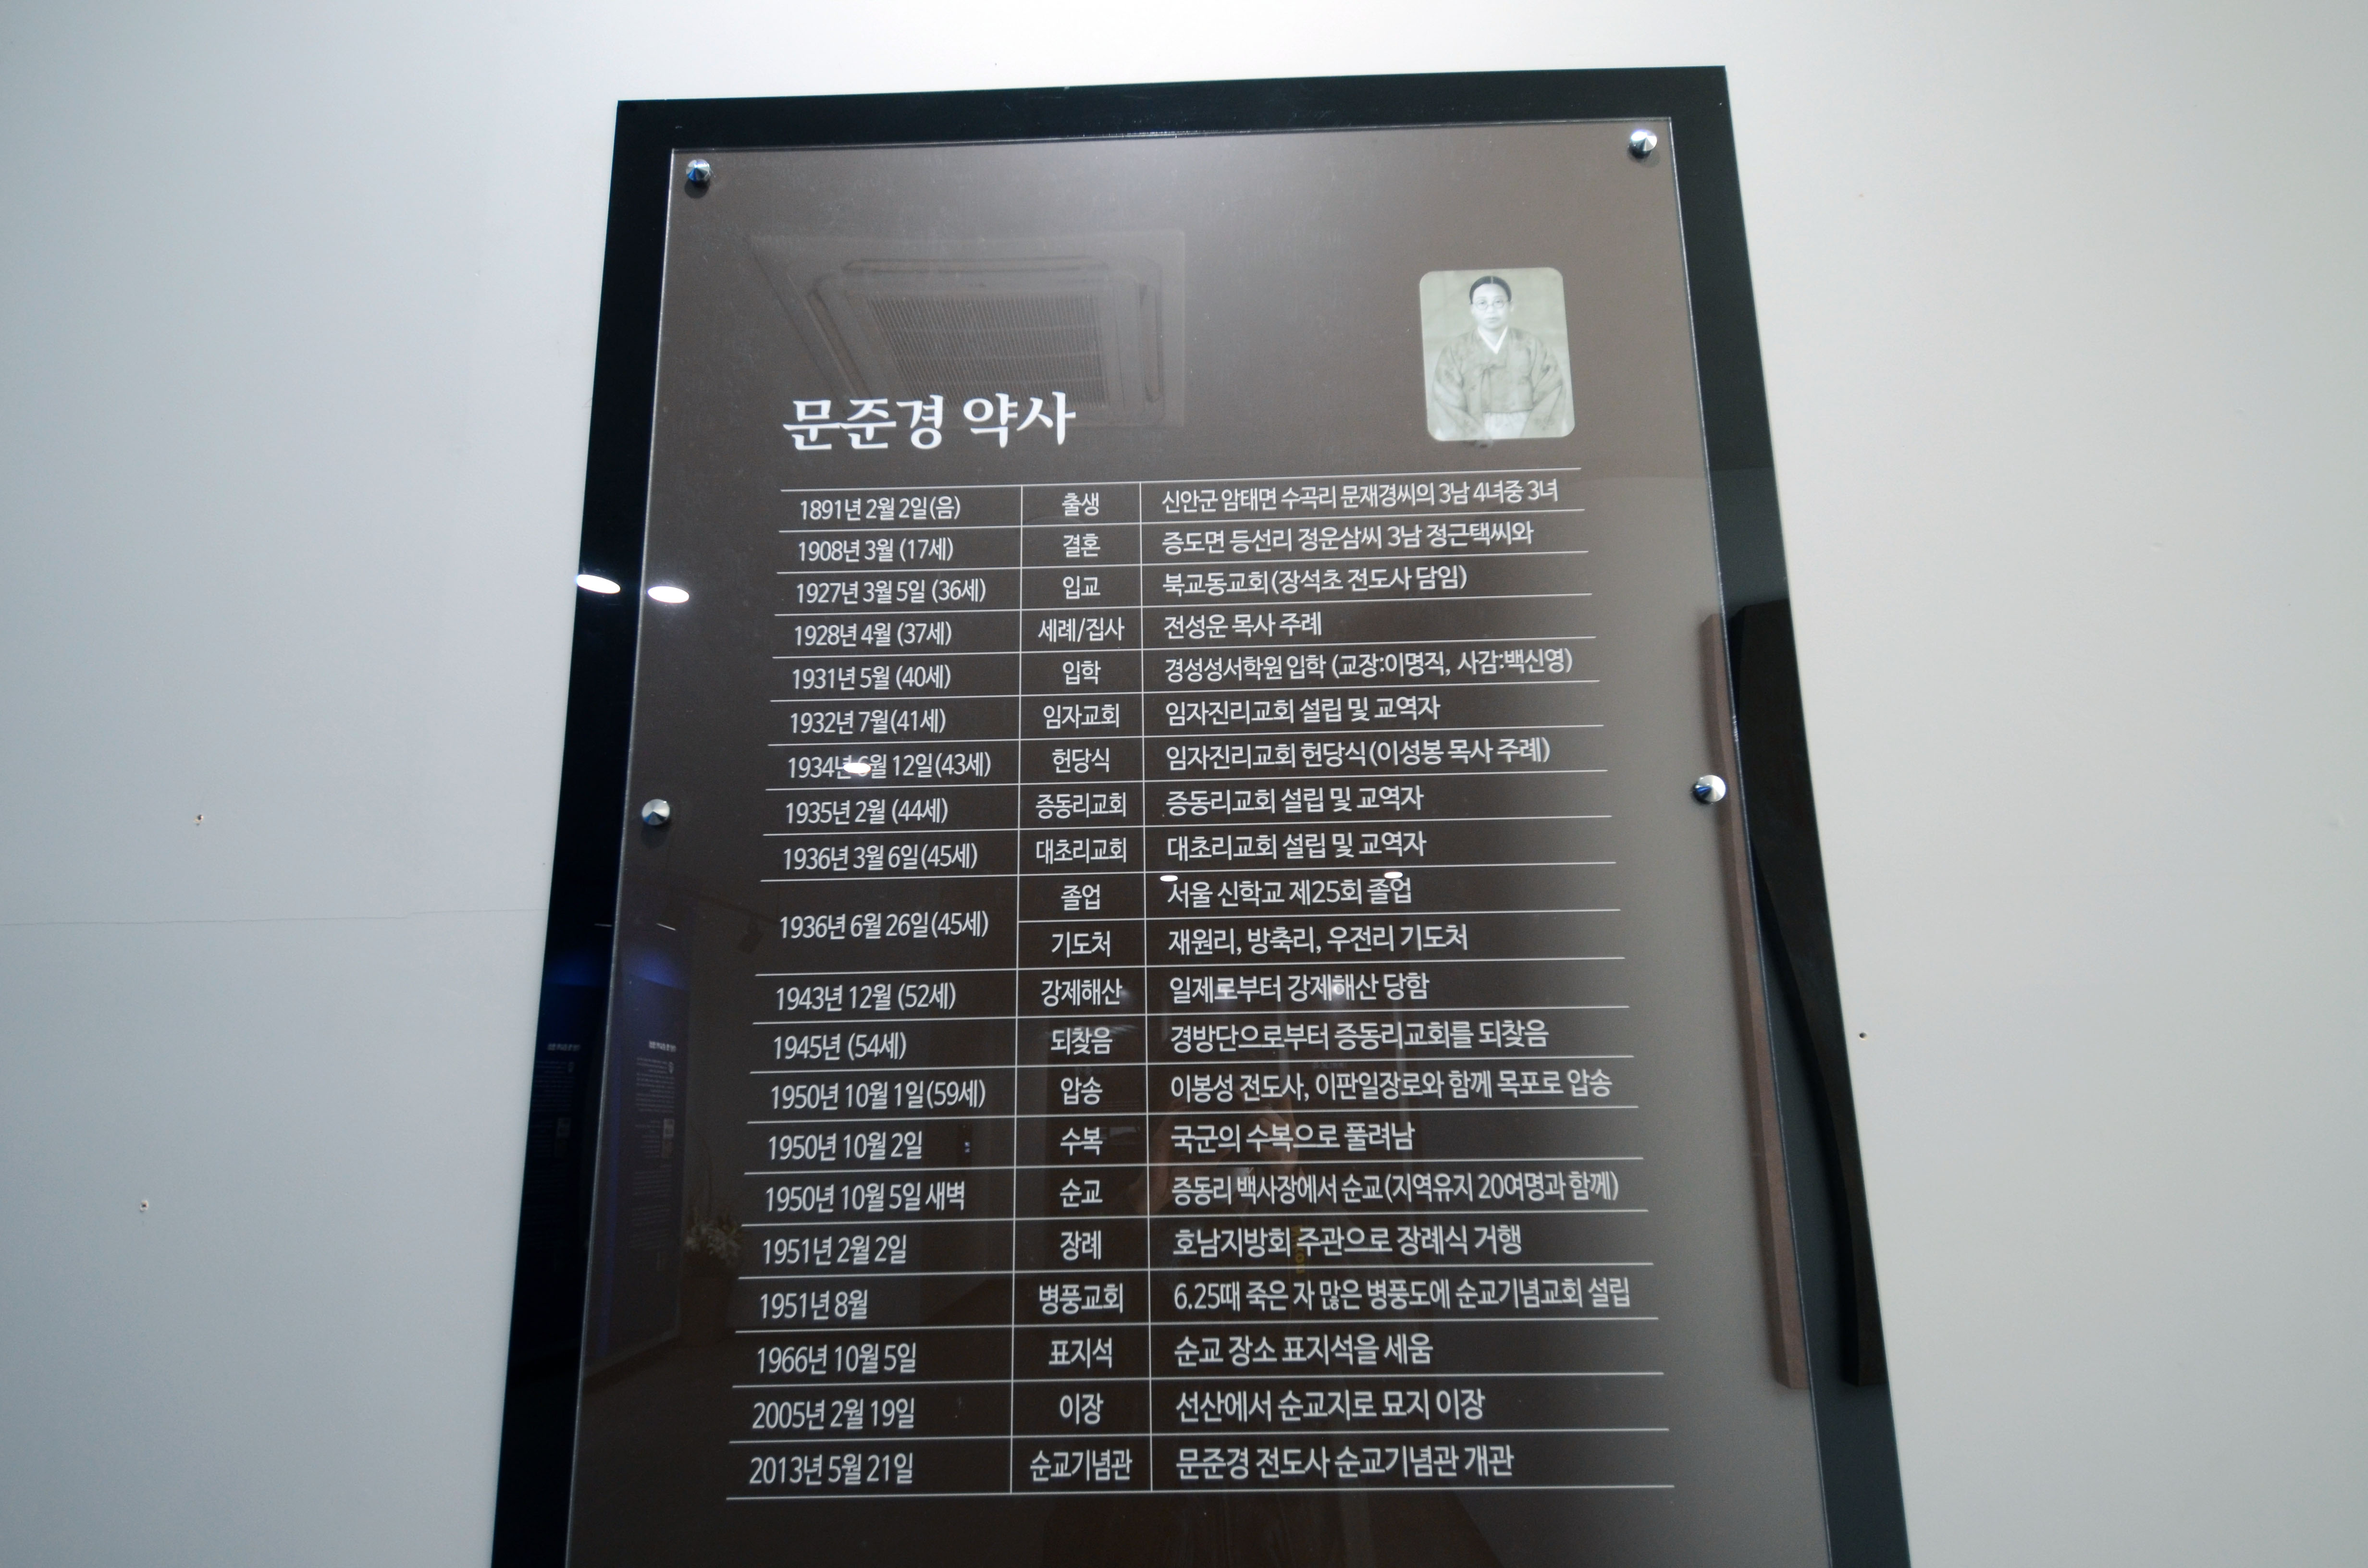 문준경 약사
1891년 2월 2일(음) 출생 신안군 암태면 수곡리 문재경씨의 3남 4녀중 3녀
1908년 3월 (17세) 결혼 증도면 등선리 정운삼씨 3남 정근택씨와
1927년 3월 5일 (36세) 입교 북교동교회(장석초 전도사 담임)
1928년 4월 (37세) 세례/집사 전성운 목사 주례
1931년 5월 (40세) 입학 경성성서학원 입학 (교장:이명직, 사감:백신영)
1932년 7월(41세) 임자교회 임자진리교회 설립 및 교역자
1934년 6월 12일(43세) 헌당식 임자진리교회 헌당식(이성봉 목사 주례)
1935년 2월 (44세) 증동리교회 증동리교회 설립 및 교역자
1936년 3월 6일(45세) 대초리교회 대초리교회 설립 및 교역자
1936년 6월 26일(45세) 졸업 서울 신학교 제25회 졸업
기도처 재원리, 방축리, 우전리 기도처
1943년 12월 (52세) 강제해산 일제로부터 강제해산 당함
1945년 (54세) 되찾음 경방단으로부터 증동리교회를 되찾음
1950년 10월 1일(59세) 압송 이봉성 전도사, 이판일장로와 함께 목포로 압송
1950년 10월 2일 수복 국군의 수복으로 풀려남
1950년 10월 5일 새벽 순교 증동리 백사장에서 순교(지역유지 20여명과 함께)
1951년 2월 2일 장례 호남지방회 주관으로 장례식 거행
1951년 8월 병풍교회 6.25때 죽은 자 많은 병풍도에 순교기념교회 설립
1966년 10월 5일 표지석 순교 장소 표지석을 세움
2005년 2월 19일 이장 선산에서 순교지로 묘지 이장
2013년 5월 21일 순교기념관 문준경 전도사 순교기념관 개관